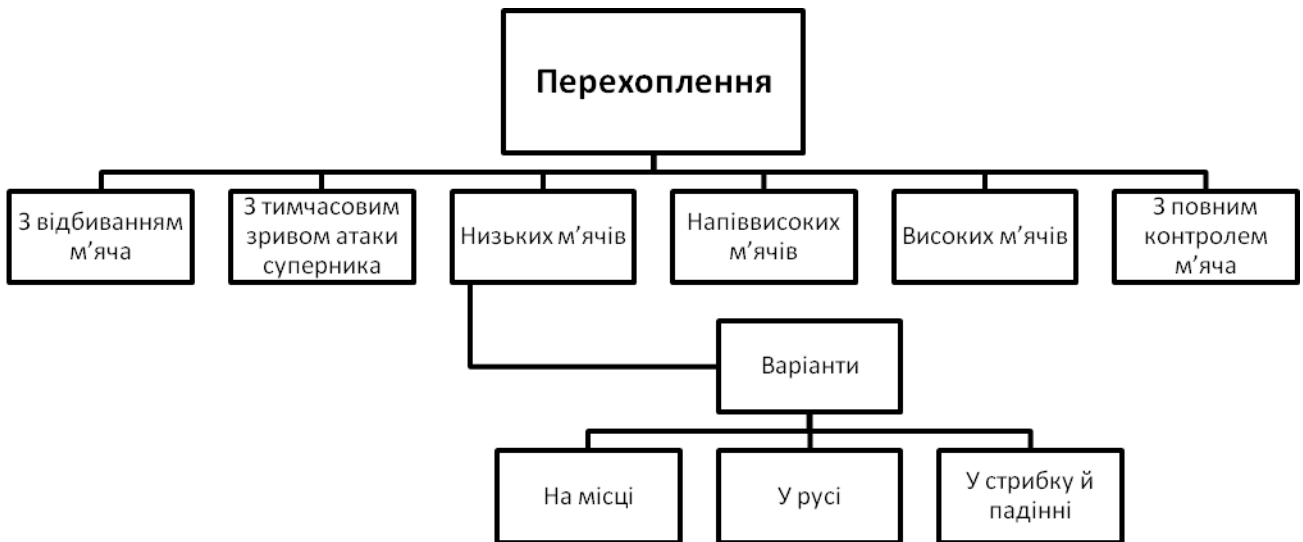 Перехоплення
З відбиванням
м’яча
З тимчасовим
зривом атаки
суперника
Низьких м’ячів
Напіввисоких
м’ячів
Високих м’ячів
З повним
контролем
м’яча
Варіанти
На місці
У русі
У стрибку й
падінні